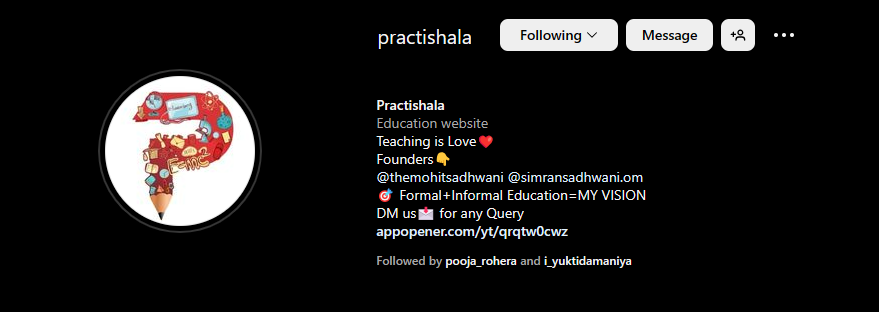 practishala Following Message
Practishala
Education website
Teaching is Love❤️
Founders👇
@themohitsadhwani @simransadhwani.om
🎯 Formal+Informal Education=MY VISION
DM us📩 for any Query
appopener.com/yt/qrqtw0cwz
Followed by pooja_rohera and i_yuktidamaniya
E=mc²